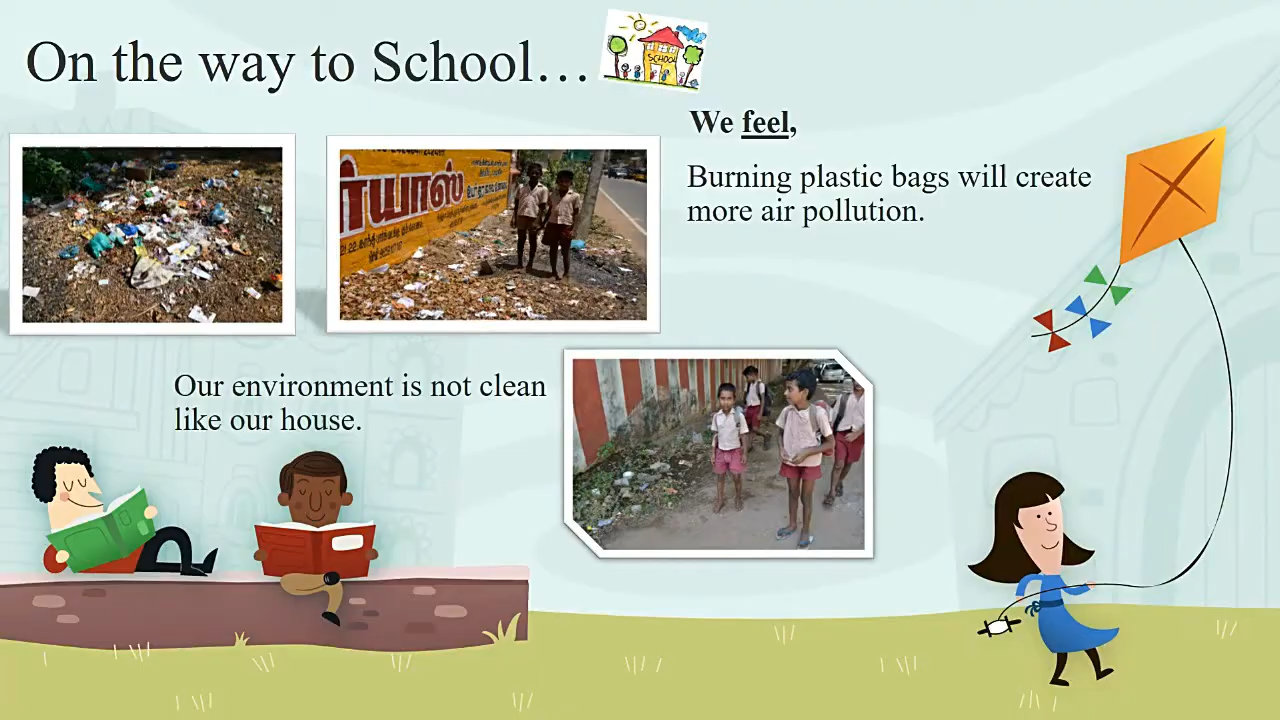 On the way to School…
SCHOOL
We feel,
Burning plastic bags will create
more air pollution.
Our environment is not clean
like our house.